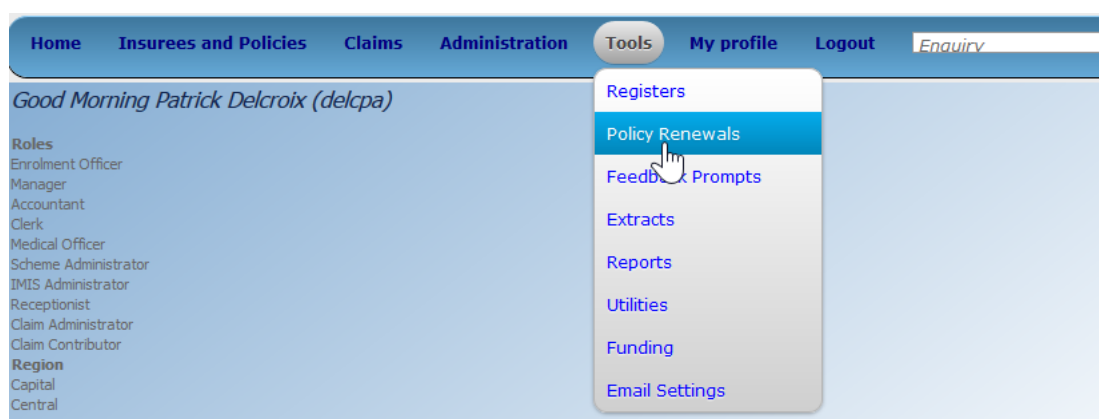 Home Insurees and Policies Claims Administration Tools My profile Logout Enquiry
Good Morning Patrick Delcroix (delcpa)
Roles
Enrolment Officer
Manager
Accountant
Clerk
Medical Officer
Scheme Administrator
IMIS Administrator
Receptionist
Claim Administrator
Claim Contributor
Region
Capital
Central
Registers
Policy Renewals
Feedback Prompts
Extracts
Reports
Utilities
Funding
Email Settings